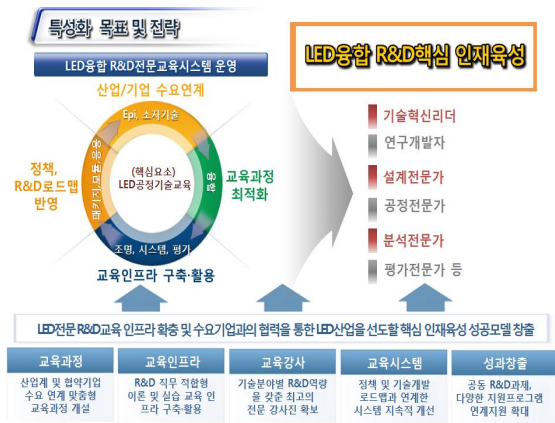 특성화 목표 및 전략
LED융합 R&D전문교육시스템 운영
산업/기업 수요연계
Epi, 소자기술
패키지,모듈,응용
(핵심요소)
LED공정기술교육
융합
조명, 시스템, 평가
정책,
R&D로드맵
반영
교육과정
최적화
교육인프라 구축·활용
LED융합 R&D핵심 인재육성
기술혁신리더
연구개발자
설계전문가
공정전문가
분석전문가
평가전문가 등
LED전문 R&D교육 인프라 확충 및 수요기업과의 협력을 통한 LED산업을 선도할 핵심 인재육성 성공모델 창출
교육과정
산업계 및 협약기업
수요 연계 맞춤형
교육과정 개설
교육인프라
R&D 직무 적합형
이론 및 실습 교육 인
프라 구축·활용
교육강사
기술분야별 R&D역량
을 갖춘 최고의
전문 강사진 확보
교육시스템
정책 및 기술개발
로드맵과 연계한
시스템 지속적 개선
성과창출
공동 R&D과제,
다양한 지원프로그램
연계지원 확대